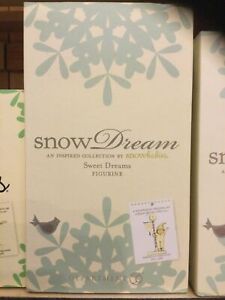 snowDream
AN INSPIRED COLLECTION BY snowbabies.
Sweet Dreams
FIGURINE